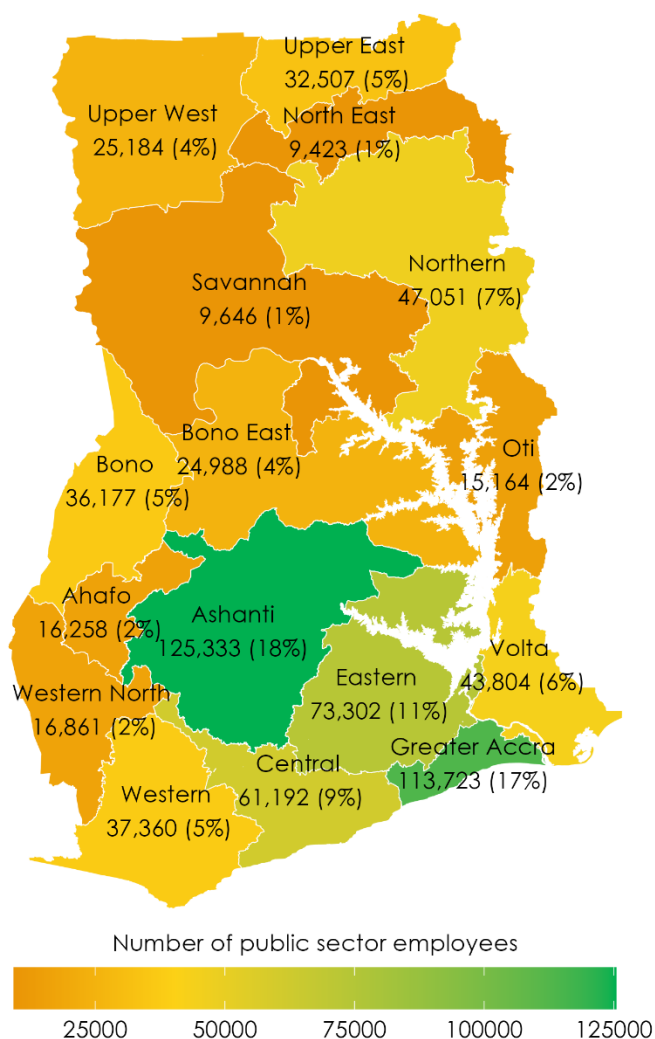 Upper East
32,507 (5%)
Upper West
25,184 (4%)
North East
9,423 (1%)
Northern
47,051 (7%)
Savannah
9,646 (1%)
Bono East
24,988 (4%)
Bono
36,177 (5%)
Oti
15,164 (2%)
Ahafo
16,258 (2%)
Ashanti
125,333 (18%)
Volta
43,804 (6%)
Eastern
73,302 (11%)
Western North
16,861 (2%)
Greater Accra
113,723 (17%)
Central
61,192 (9%)
Western
37,360 (5%)
Number of public sector employees
25000 50000 75000 100000 125000